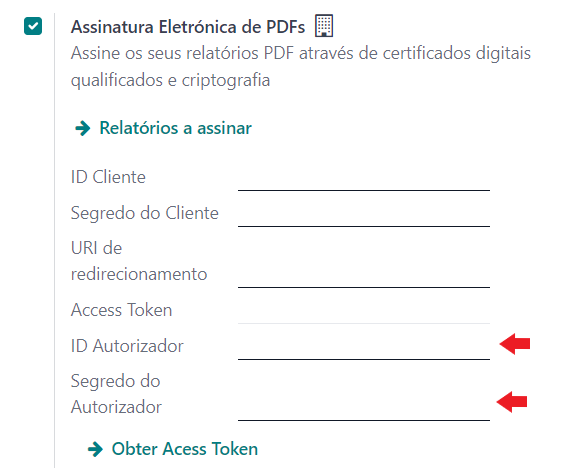 Assinatura Eletrónica de PDFs
Assine os seus relatórios PDF através de certificados digitais
qualificados e criptografia
Relatórios a assinar
ID Cliente
Segredo do Cliente
URI de
redirecionamento
Access Token
ID Autorizador
Segredo do
Autorizador
Obter Acess Token